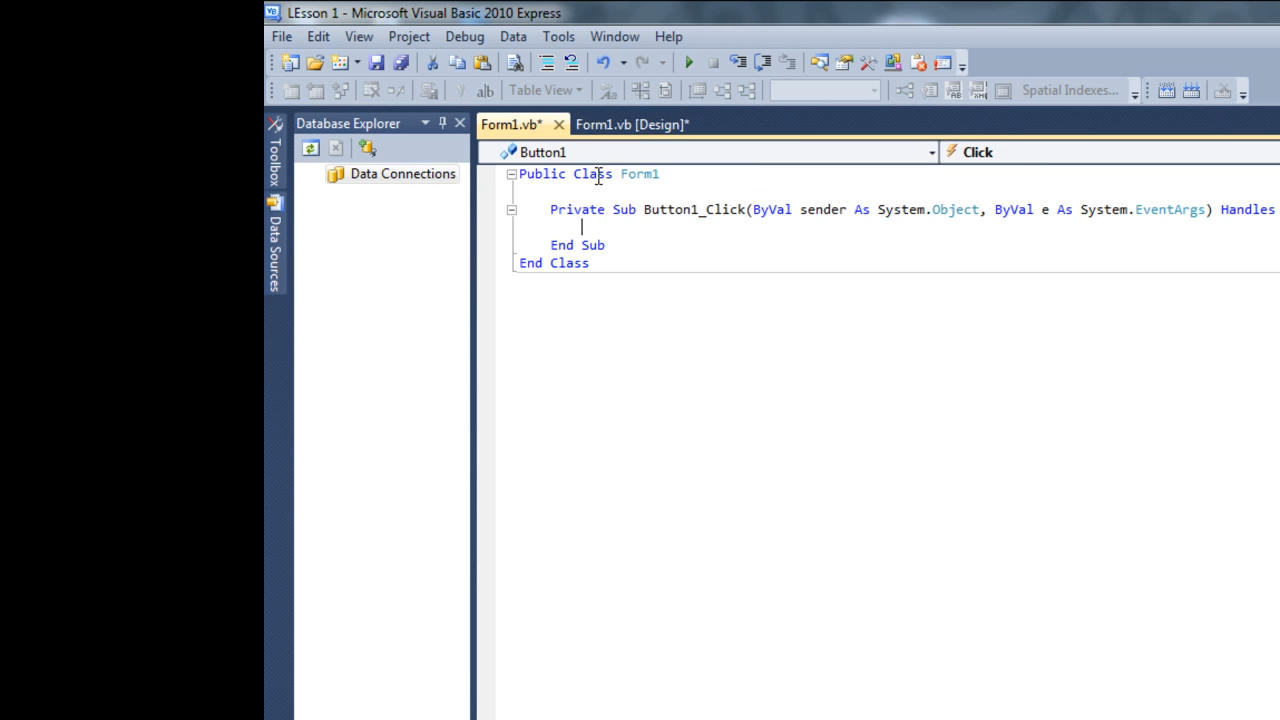 LEsson 1 - Microsoft Visual Basic 2010 Express
File Edit View Project Debug Data Tools Window Help
Table View Spatial Indexes...
Database Explorer
Form1.vb* Form1.vb [Design]*
Toolbox
Data Sources
Data Connections
Button1 Click
Public Class Form1
Private Sub Button1_Click(ByVal sender As System.Object, ByVal e As System.EventArgs) Handles
End Sub
End Class